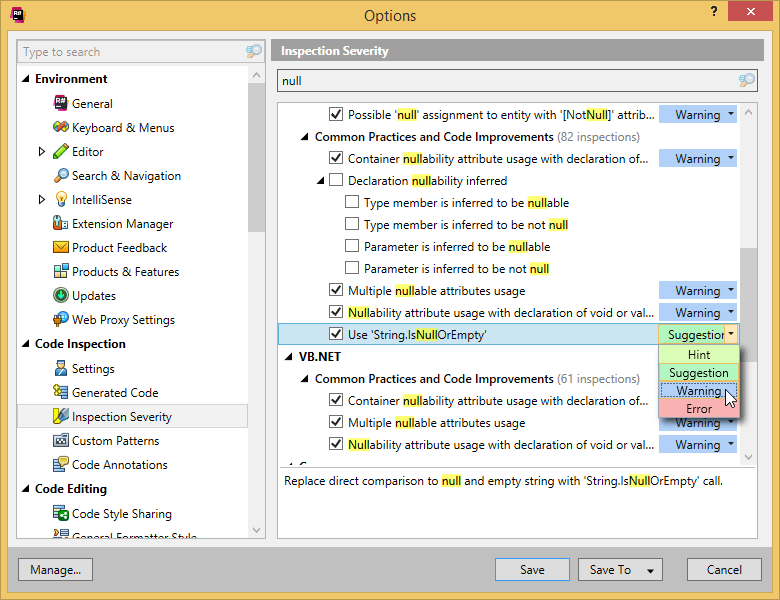 Options
?
Type to search
Environment
General
Keyboard & Menus
Editor
Search & Navigation
IntelliSense
Extension Manager
Product Feedback
Products & Features
Updates
Web Proxy Settings
Code Inspection
Settings
Generated Code
Inspection Severity
Custom Patterns
Code Annotations
Code Editing
Code Style Sharing
General Formatter Style
Inspection Severity
null
Possible 'null' assignment to entity with '[NotNull]' attrib... Warning
Common Practices and Code Improvements (82 inspections)
Container nullability attribute usage with declaration of... Warning
Declaration nullability inferred
Type member is inferred to be nullable
Type member is inferred to be not null
Parameter is inferred to be nullable
Parameter is inferred to be not null
Multiple nullable attributes usage Warning
Nullability attribute usage with declaration of void or val... Warning
Use 'String.IsNullOrEmpty' Suggestion
Hint
Suggestion
Warning
Error
VB.NET
Common Practices and Code Improvements (61 inspections)
Container nullability attribute usage with declaration of...
Multiple nullable attributes usage Warning
Nullability attribute usage with declaration of void or val... Warning
Replace direct comparison to null and empty string with 'String.IsNullOrEmpty' call.
Manage...
Save
Save To
Cancel